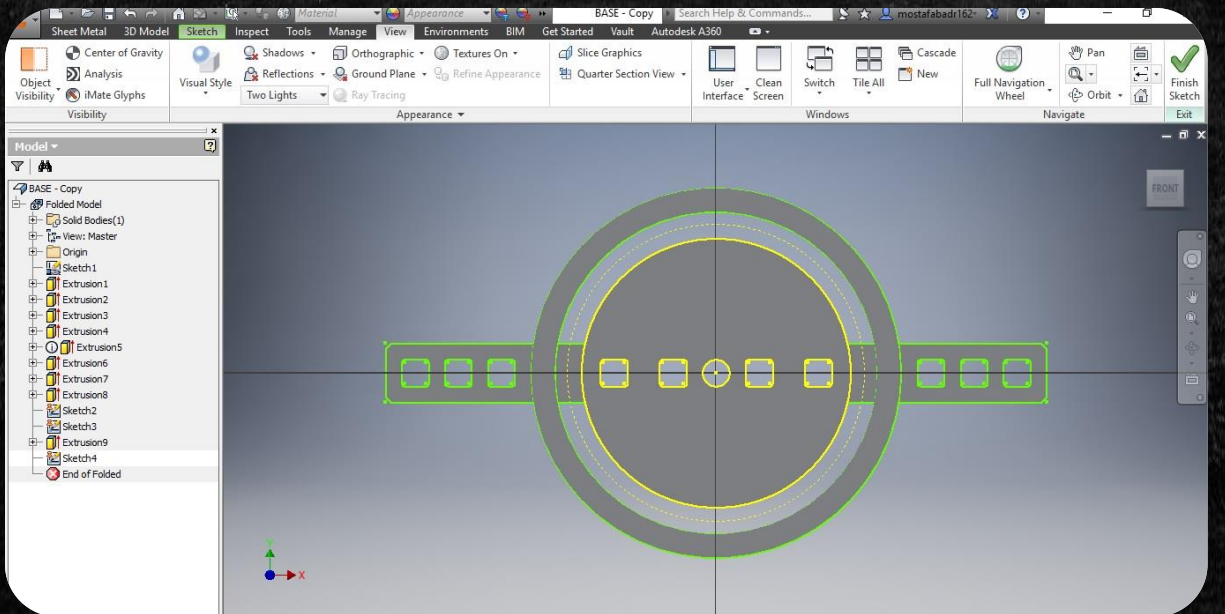 Material Appearance BASE - Copy Search Help & Commands... mostafabadr162
Sheet Metal 3D Model Sketch Inspect Tools Manage View Environments BIM Get Started Vault Autodesk A360
Object Visibility
Center of Gravity
Analysis
iMate Glyphs
Visibility
Visual Style
Shadows
Reflections
Two Lights
Orthographic
Ground Plane
Ray Tracing
Textures On
Refine Appearance
Appearance
Slice Graphics
Quarter Section View
User Interface
Clean Screen
Switch
Tile All
Cascade
New
Windows
Full Navigation Wheel
Pan
Orbit
Navigate
Finish Sketch
Exit
Model
BASE - Copy
Folded Model
Solid Bodies(1)
View: Master
Origin
Sketch1
Extrusion1
Extrusion2
Extrusion3
Extrusion4
Extrusion5
Extrusion6
Extrusion7
Extrusion8
Sketch2
Sketch3
Extrusion9
Sketch4
End of Folded
FRONT
Y
X